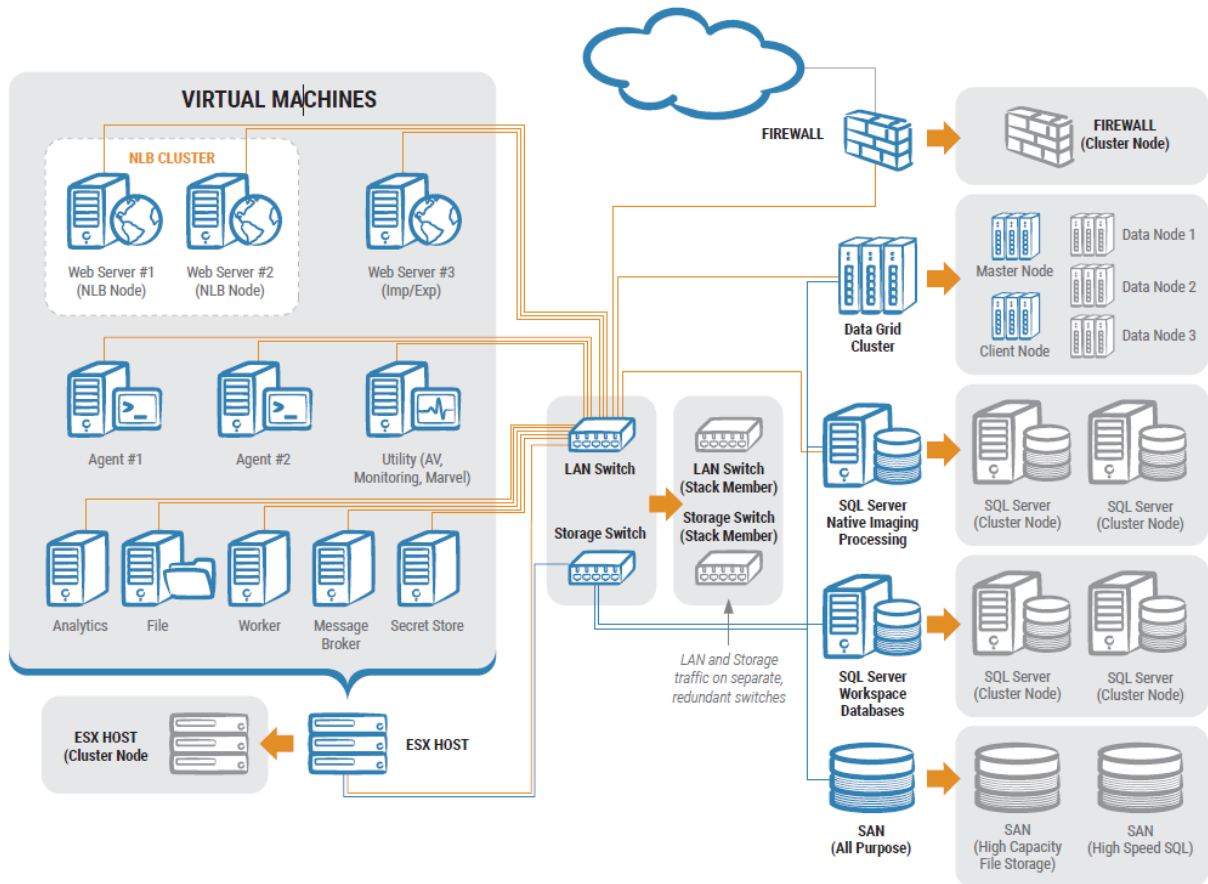 VIRTUAL MACHINES
NLB CLUSTER
Web Server #1
(NLB Node)
Web Server #2
(NLB Node)
Web Server #3
(Imp/Exp)
Agent #1
Agent #2
Utility (AV,
Monitoring, Marvel)
Analytics
File
Worker
Message
Broker
Secret Store
ESX HOST
(Cluster Node
ESX HOST
LAN Switch
Storage Switch
LAN Switch
(Stack Member)
Storage Switch
(Stack Member)
LAN and Storage
traffic on separate,
redundant switches
FIREWALL
FIREWALL
(Cluster Node)
Data Grid
Cluster
Master Node
Client Node
Data Node 1
Data Node 2
Data Node 3
SQL Server
Native Imaging
Processing
SQL Server
(Cluster Node)
SQL Server
(Cluster Node)
SQL Server
Workspace
Databases
SQL Server
(Cluster Node)
SQL Server
(Cluster Node)
SAN
(All Purpose)
SAN
(High Capacity
File Storage)
SAN
(High Speed SQL)